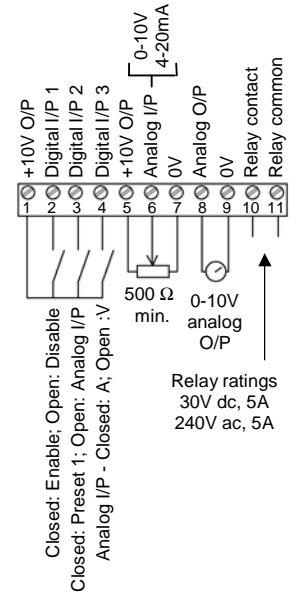 0-10V
4-20mA
+10V O/P
Digital I/P 1
Digital I/P 2
Digital I/P 3
+10V O/P
Analog I/P
0V
Analog O/P
0V
Relay contact
Relay common
1 2 3 4 5 6 7 8 9 10 11
Closed: Enable; Open: Disable
Closed: Preset 1; Open: Analog I/P
Analog I/P - Closed: A; Open :V
500 Ω
min.
0-10V
analog
O/P
Relay ratings
30V dc, 5A
240V ac, 5A